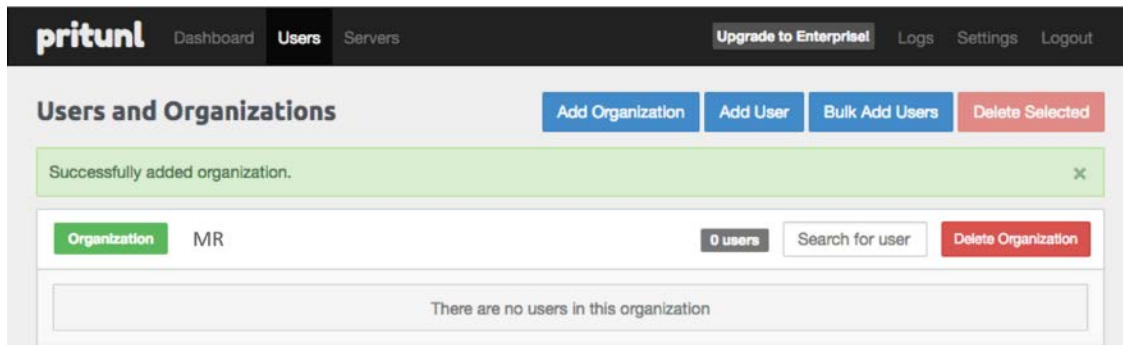 pritunl Dashboard Users Servers Upgrade to Enterprise! Logs Settings Logout
Users and Organizations Add Organization Add User Bulk Add Users Delete Selected
Successfully added organization. ×
Organization MR 0 users Search for user Delete Organization
There are no users in this organization